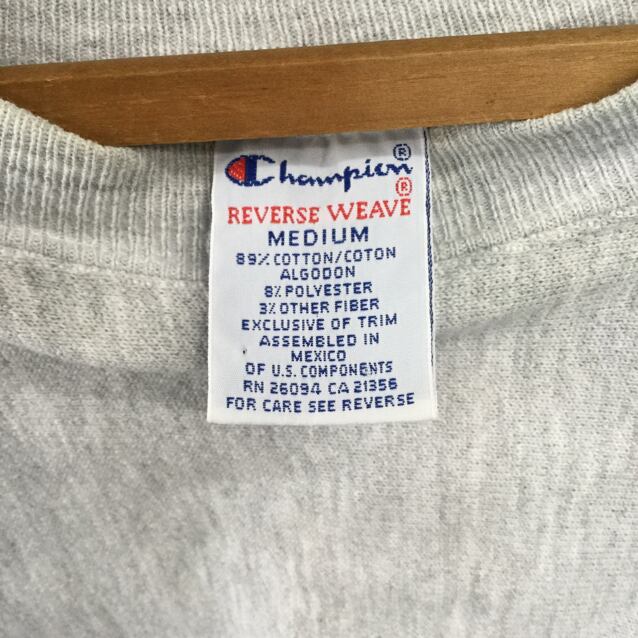 Champion®
REVERSE WEAVE®
MEDIUM
89% COTTON/COTON
ALGODON
8% POLYESTER
3% OTHER FIBER
EXCLUSIVE OF TRIM
ASSEMBLED IN
MEXICO
OF U.S. COMPONENTS
RN 26094 CA 21356
FOR CARE SEE REVERSE